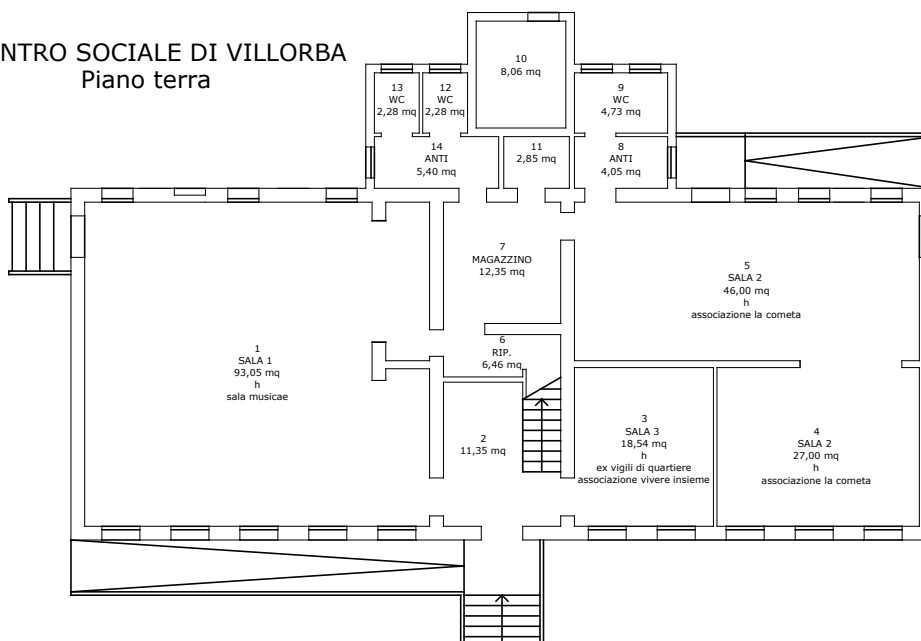 NTRO SOCIALE DI VILLORBA
Piano terra
10
8,06 mq
13
WC
2,28 mq
12
WC
2,28 mq
9
WC
4,73 mq
14
ANTI
5,40 mq
11
2,85 mq
8
ANTI
4,05 mq
7
MAGAZZINO
12,35 mq
5
SALA 2
46,00 mq
h
associazione la cometa
1
SALA 1
93,05 mq
h
sala musicae
6
RIP.
6,46 mq
2
11,35 mq
3
SALA 3
18,54 mq
h
ex vigili di quartiere
associazione vivere insieme
4
SALA 2
27,00 mq
h
associazione la cometa